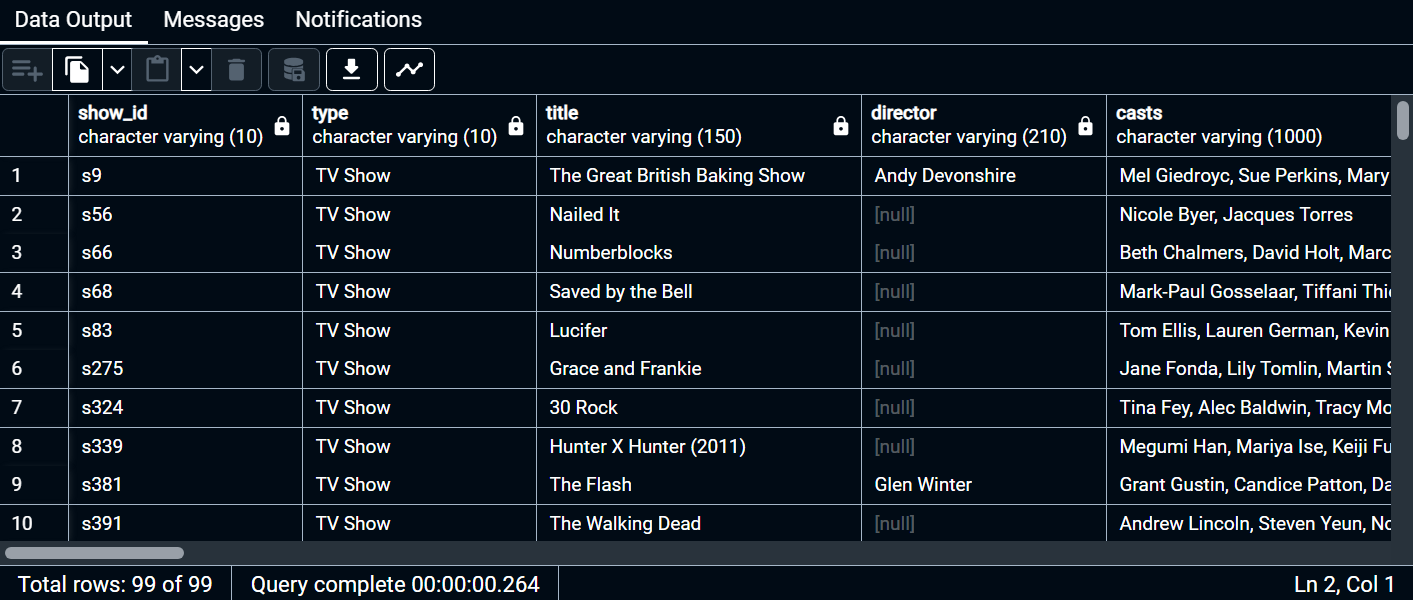 Data Output Messages Notifications
show_id type title director casts
character varying (10) character varying (10) character varying (150) character varying (210) character varying (1000)
1 s9 TV Show The Great British Baking Show Andy Devonshire Mel Giedroyc, Sue Perkins, Mary
2 s56 TV Show Nailed It [null] Nicole Byer, Jacques Torres
3 s66 TV Show Numberblocks [null] Beth Chalmers, David Holt, Marc
4 s68 TV Show Saved by the Bell [null] Mark-Paul Gosselaar, Tiffani Thi
5 s83 TV Show Lucifer [null] Tom Ellis, Lauren German, Kevin
6 s275 TV Show Grace and Frankie [null] Jane Fonda, Lily Tomlin, Martin
7 s324 TV Show 30 Rock [null] Tina Fey, Alec Baldwin, Tracy Mo
8 s339 TV Show Hunter X Hunter (2011) [null] Megumi Han, Mariya Ise, Keiji Fu
9 s381 TV Show The Flash Glen Winter Grant Gustin, Candice Patton, Da
10 s391 TV Show The Walking Dead [null] Andrew Lincoln, Steven Yeun, No
Total rows: 99 of 99 Query complete 00:00:00.264 Ln 2, Col 1